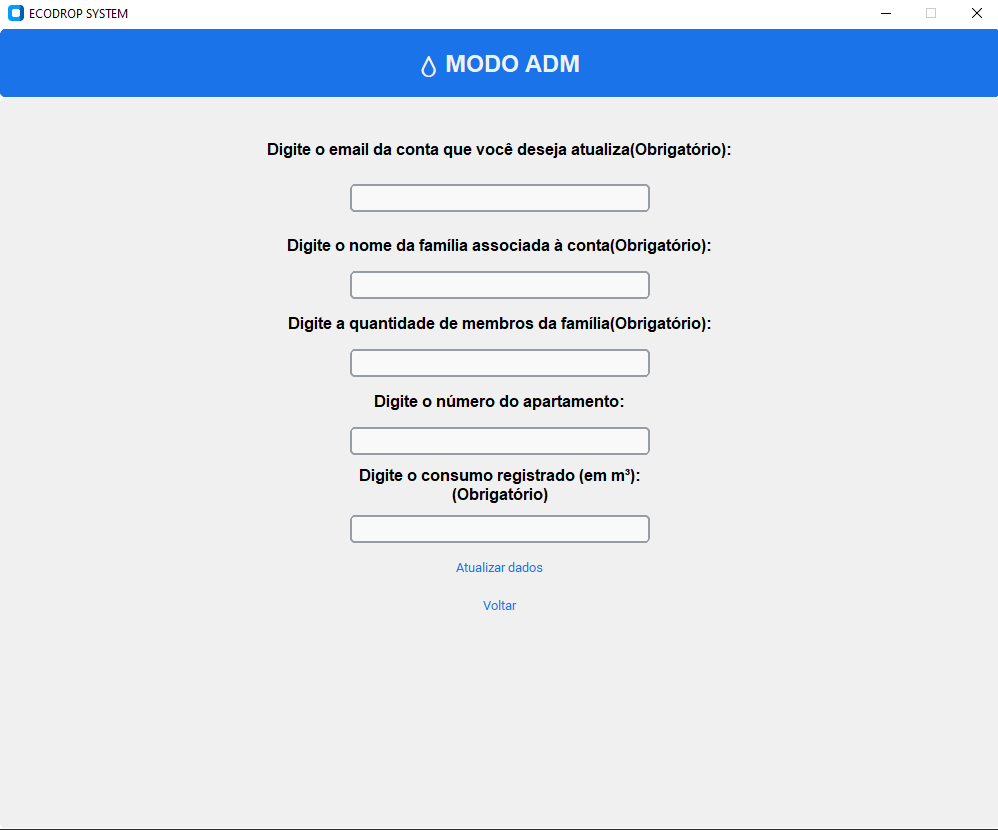 ECODROP SYSTEM
MODO ADM
Digite o email da conta que você deseja atualiza(Obrigatório):
Digite o nome da família associada à conta(Obrigatório):
Digite a quantidade de membros da família(Obrigatório):
Digite o número do apartamento:
Digite o consumo registrado (em m³):
(Obrigatório)
Atualizar dados
Voltar